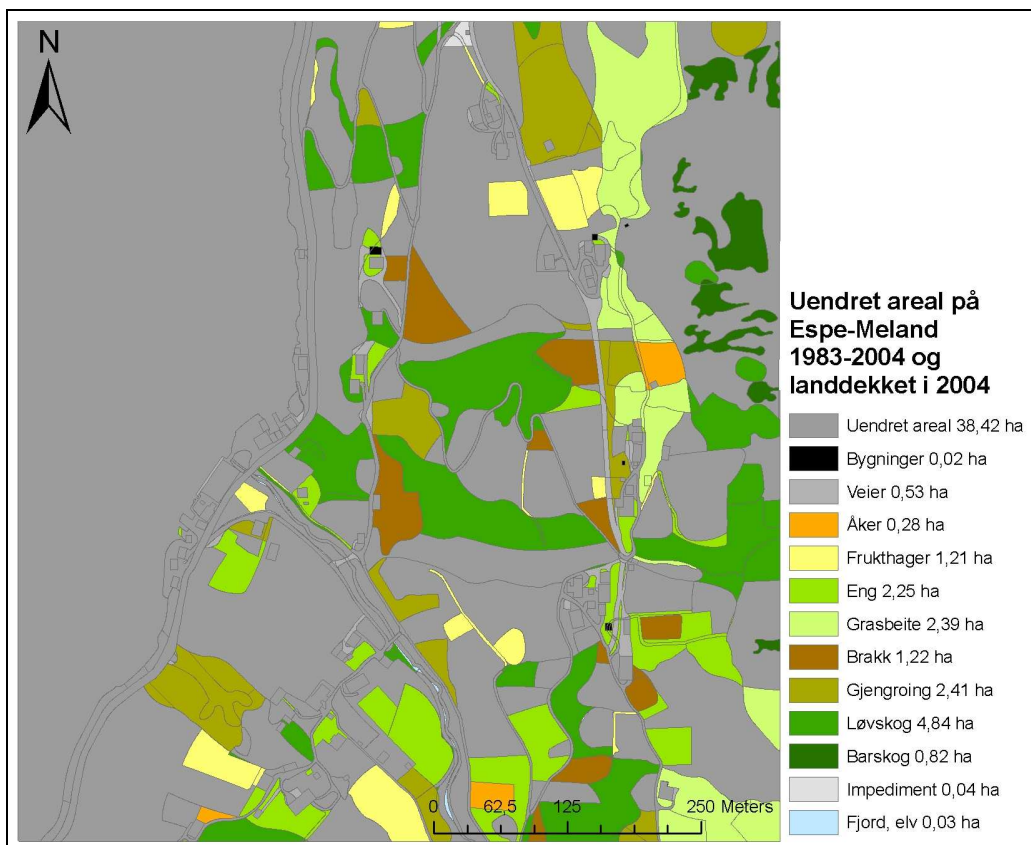 N
Uendret areal på
Espe-Meland
1983-2004 og
landdekket i 2004
Uendret areal 38,42 ha
Bygninger 0,02 ha
Veier 0,53 ha
Åker 0,28 ha
Frukthager 1,21 ha
Eng 2,25 ha
Grasbeite 2,39 ha
Brakk 1,22 ha
Gjengroing 2,41 ha
Løvskog 4,84 ha
Barskog 0,82 ha
Impediment 0,04 ha
Fjord, elv 0,03 ha
0 62,5 125 250 Meters